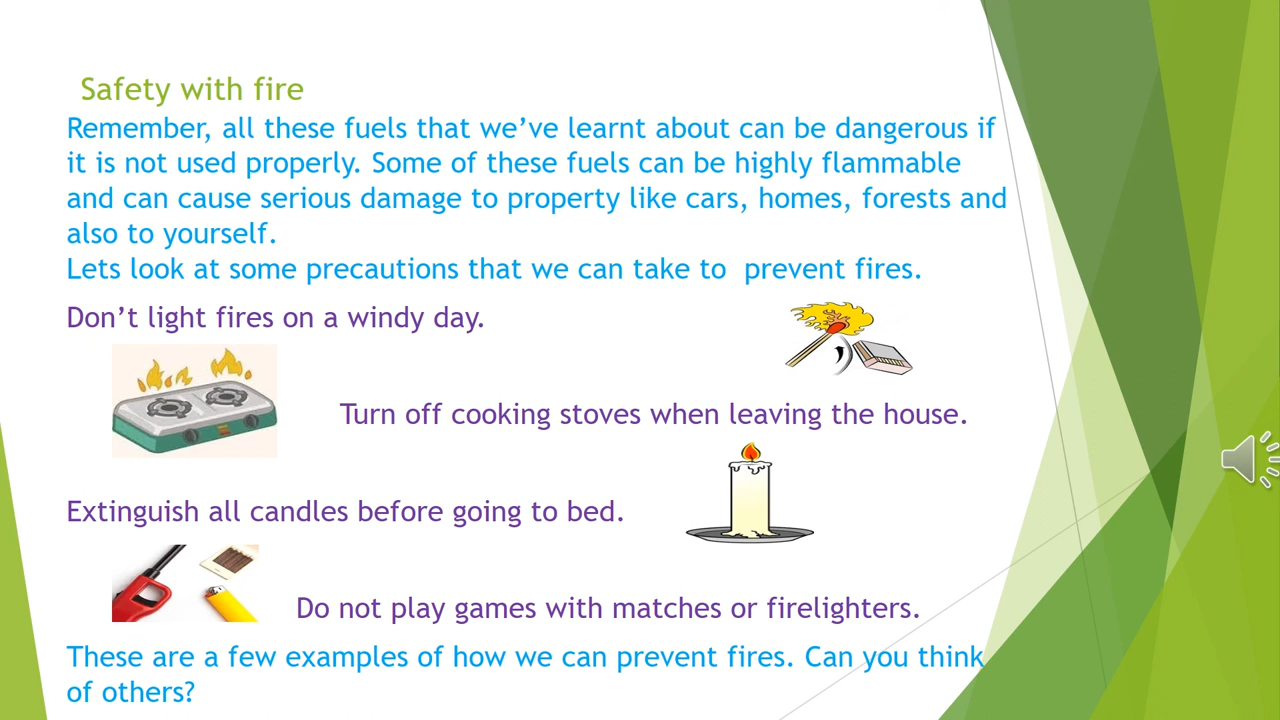 Safety with fire
Remember, all these fuels that we’ve learnt about can be dangerous if
it is not used properly. Some of these fuels can be highly flammable
and can cause serious damage to property like cars, homes, forests and
also to yourself.
Lets look at some precautions that we can take to  prevent fires.
Don’t light fires on a windy day.
Turn off cooking stoves when leaving the house.
Extinguish all candles before going to bed.
Do not play games with matches or firelighters.
These are a few examples of how we can prevent fires. Can you think
of others?